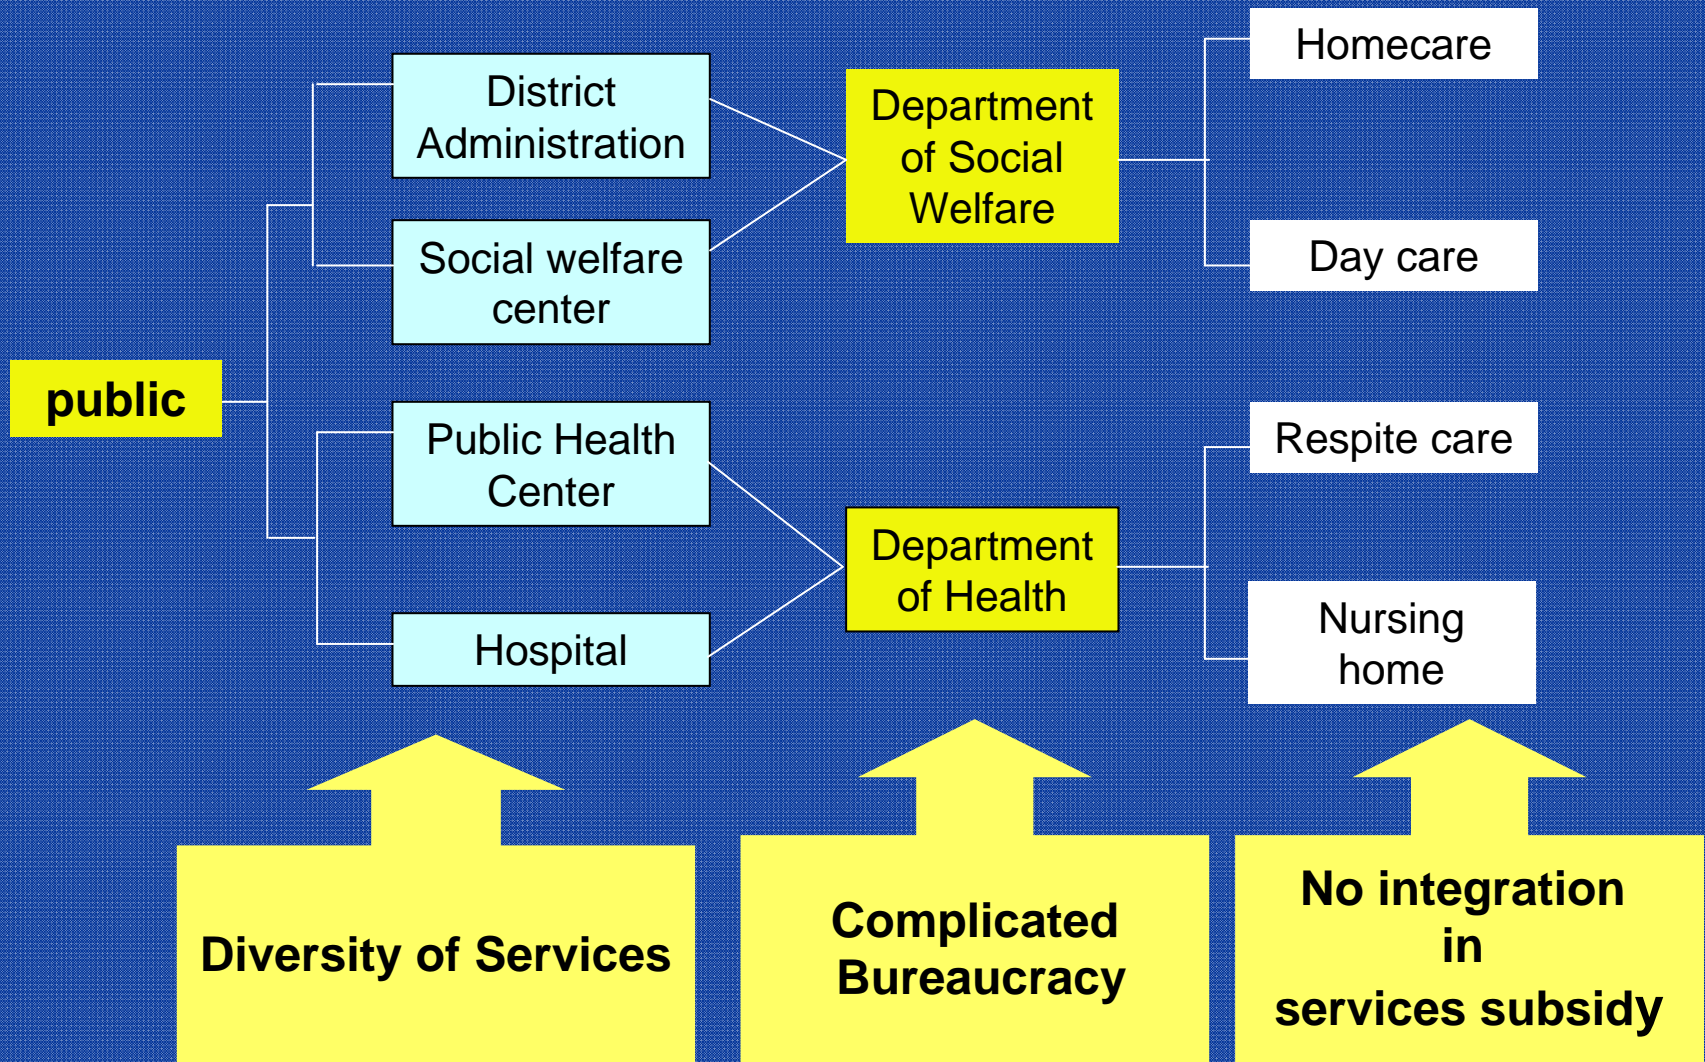 public
District
Administration
Social welfare
center
Public Health
Center
Hospital
Department
of Social
Welfare
Department
of Health
Homecare
Day care
Respite care
Nursing
home
Diversity of Services
Complicated
Bureaucracy
No integration
in
services subsidy